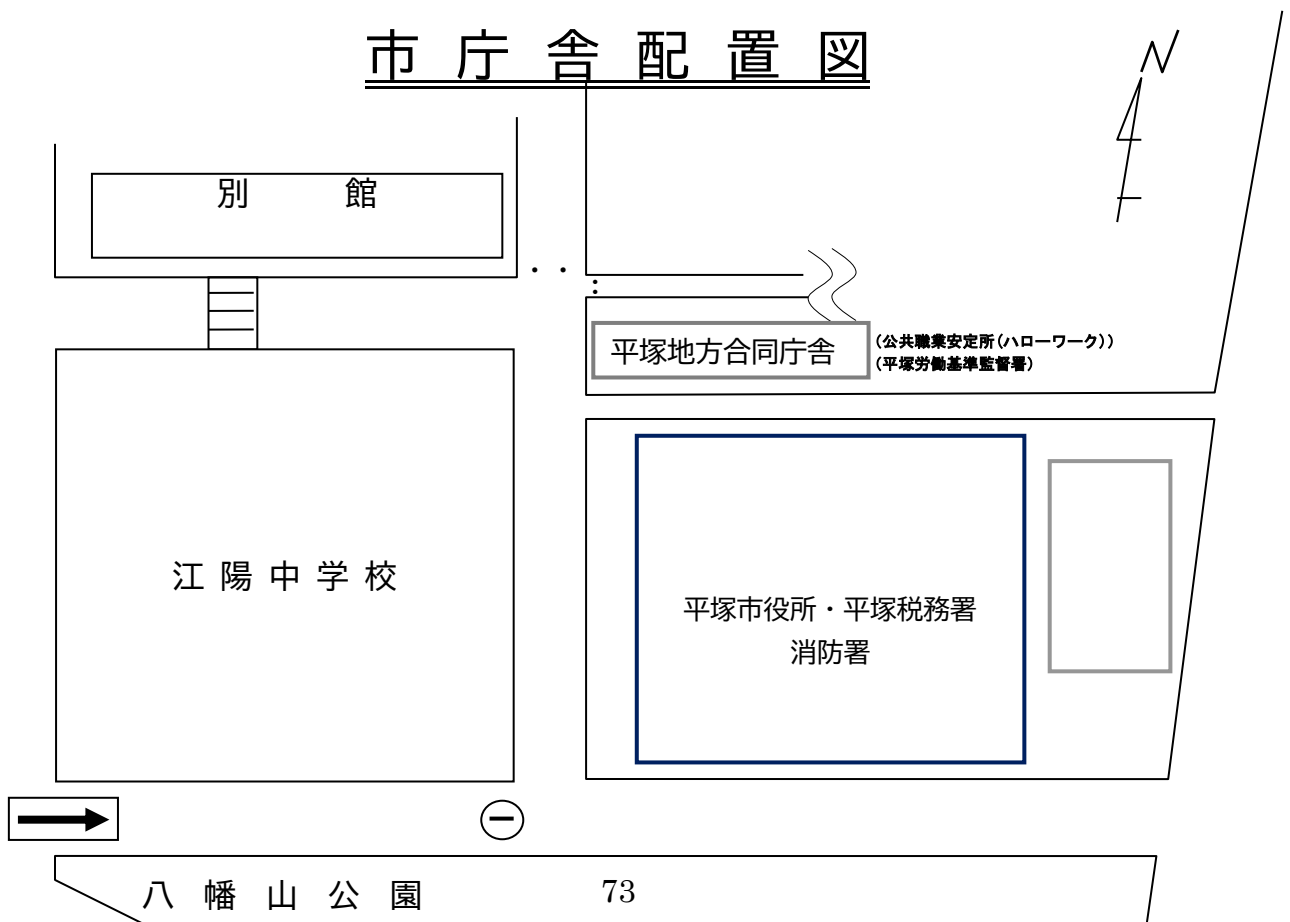 市庁舎配置図
N
別 館
平塚地方合同庁舎
(公共職業安定所(ハローワーク))
(平塚労働基準監督署)
江陽中学校
平塚市役所・平塚税務署
消防署
八幡山公園
73